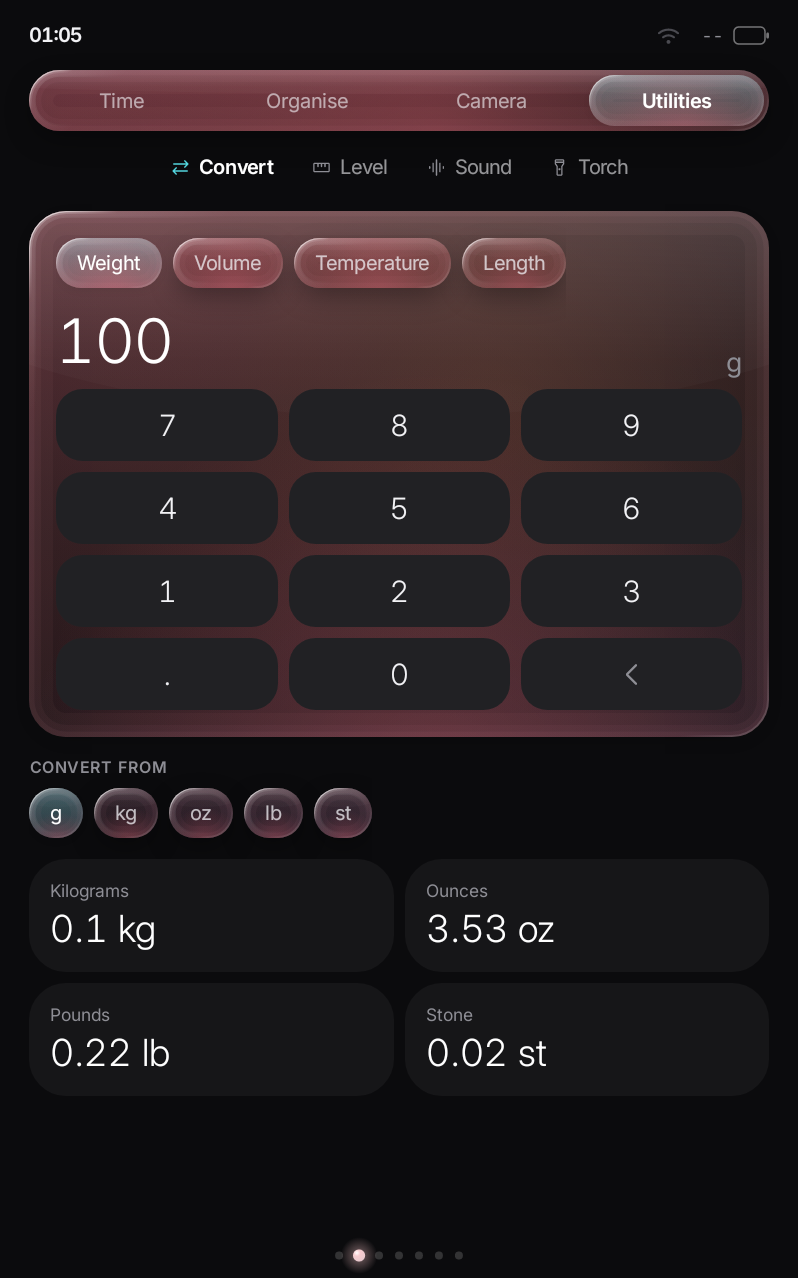 01:05 --
Time Organise Camera Utilities
Convert Level Sound Torch
Weight Volume Temperature Length
100 g
7 8 9
4 5 6
1 2 3
. 0
CONVERT FROM
g kg oz lb st
Kilograms Ounces
0.1 kg 3.53 oz
Pounds Stone
0.22 lb 0.02 st